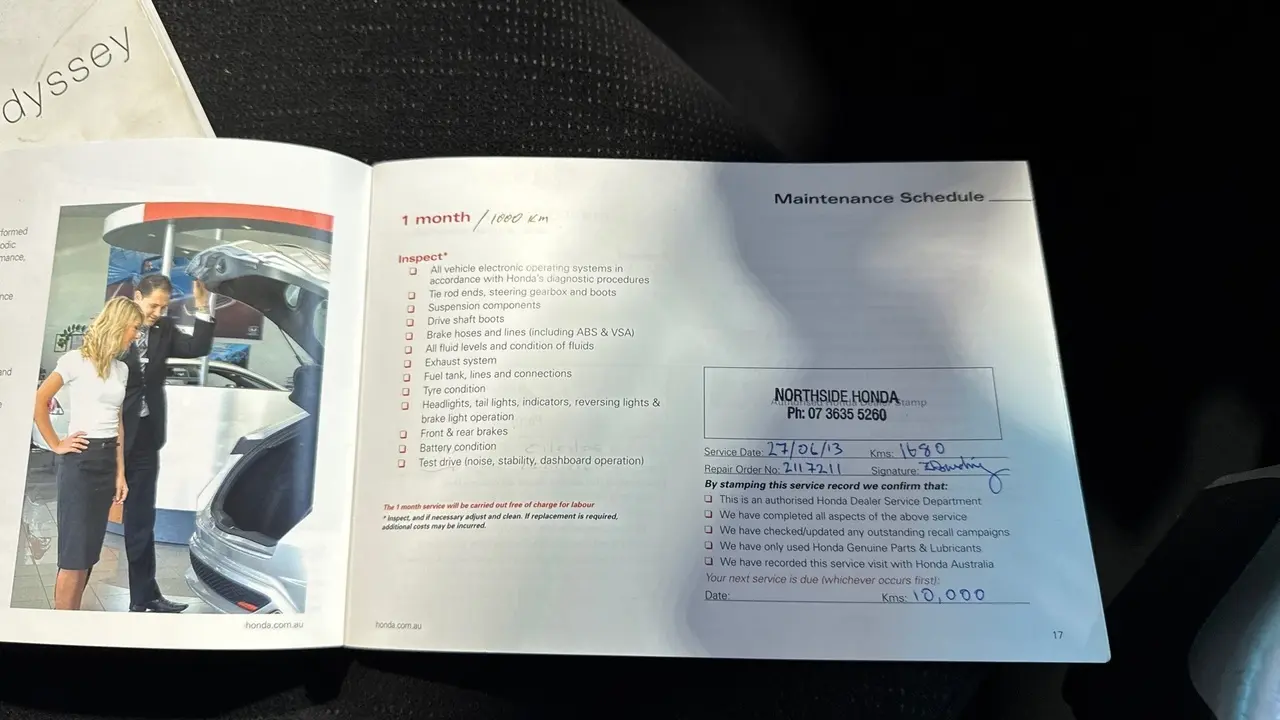 dyssey
formed
odic
mance,
nce
and
honda.com.au
1 month / 1000 km
Inspect*
All vehicle electronic operating systems in
accordance with Honda's diagnostic procedures
Tie rod ends, steering gearbox and boots
Suspension components
Drive shaft boots
Brake hoses and lines (including ABS & VSA)
All fluid levels and condition of fluids
Exhaust system
Fuel tank, lines and connections
Tyre condition
Headlights, tail lights, indicators, reversing lights &
brake light operation
Front & rear brakes
Battery condition
Test drive (noise, stability, dashboard operation)
The 1 month service will be carried out free of charge for labour
* Inspect, and if necessary adjust and clean. If replacement is required,
additional costs may be incurred.
honda.com.au
Maintenance Schedule
NORTHSIDE HONDA
Authorised Honda Dealer Stamp
Ph: 07 3635 5260
Service Date: 27/06/13 Kms: 1680
Repair Order No: 2117211 Signature:
By stamping this service record we confirm that:
This is an authorised Honda Dealer Service Department
We have completed all aspects of the above service
We have checked/updated any outstanding recall campaigns
We have only used Honda Genuine Parts & Lubricants
We have recorded this service visit with Honda Australia
Your next service is due (whichever occurs first):
Date: Kms: 10,000
17